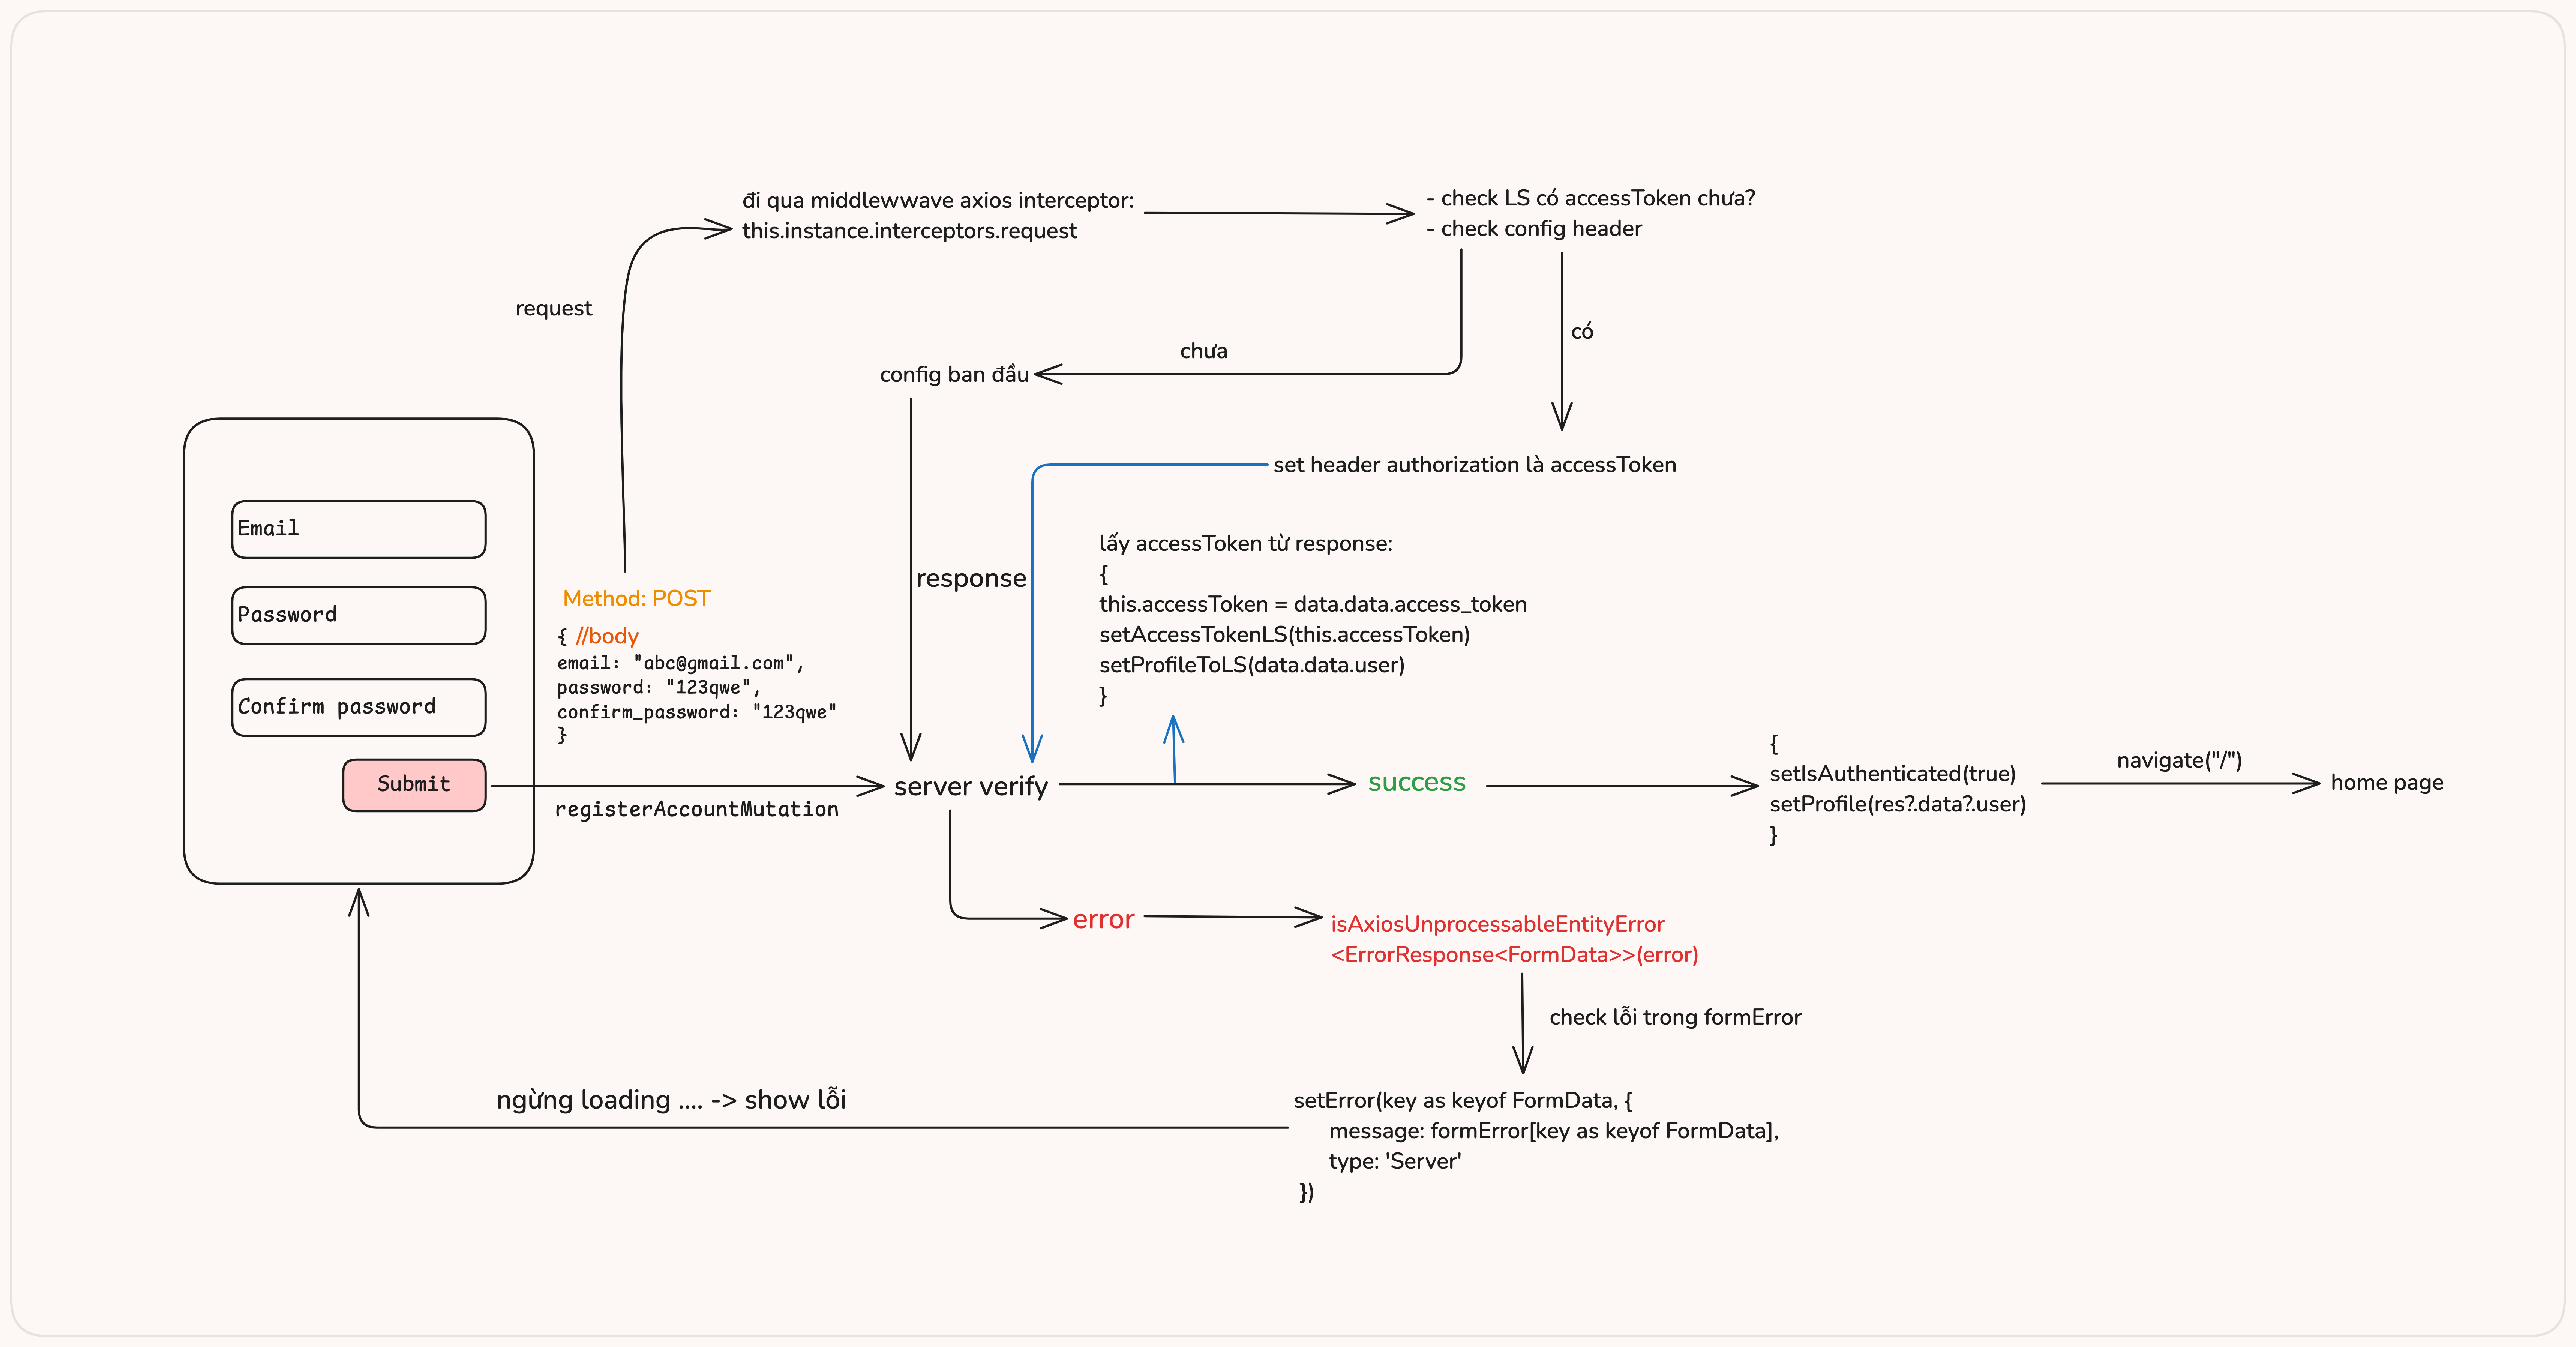 đi qua middlewwave axios interceptor:
this.instance.interceptors.request
- check LS có accessToken chưa?
- check config header
request
có
chưa
config ban đầu
set header authorization là accessToken
Email
Password
Confirm password
Submit
Method: POST
{ //body
email: "abc@gmail.com",
password: "123qwe",
confirm_password: "123qwe"
}
registerAccountMutation
response
lấy accessToken từ response:
{
this.accessToken = data.data.access_token
setAccessTokenLS(this.accessToken)
setProfileToLS(data.data.user)
}
server verify
success
{
setIsAuthenticated(true)
setProfile(res?.data?.user)
}
navigate("/")
home page
error
isAxiosUnprocessableEntityError
<ErrorResponse<FormData>>(error)
check lỗi trong formError
ngừng loading .... -> show lỗi
setError(key as keyof FormData, {
message: formError[key as keyof FormData],
type: 'Server'
})